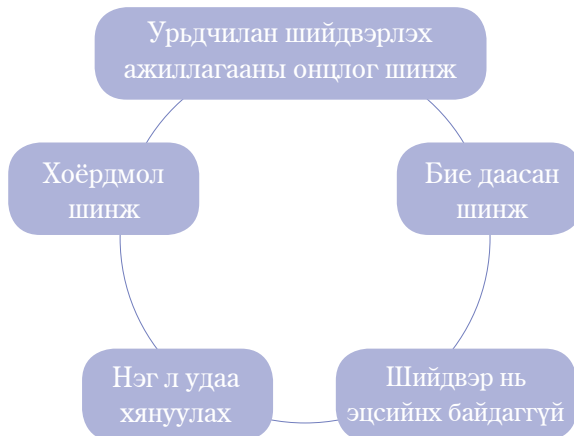 Урьдчилан шийдвэрлэх
ажиллагааны онцлог шинж
Хоёрдмол
шинж
Бие даасан
шинж
Нэг л удаа
хянуулах
Шийдвэр нь
эцсийнх байдаггүй